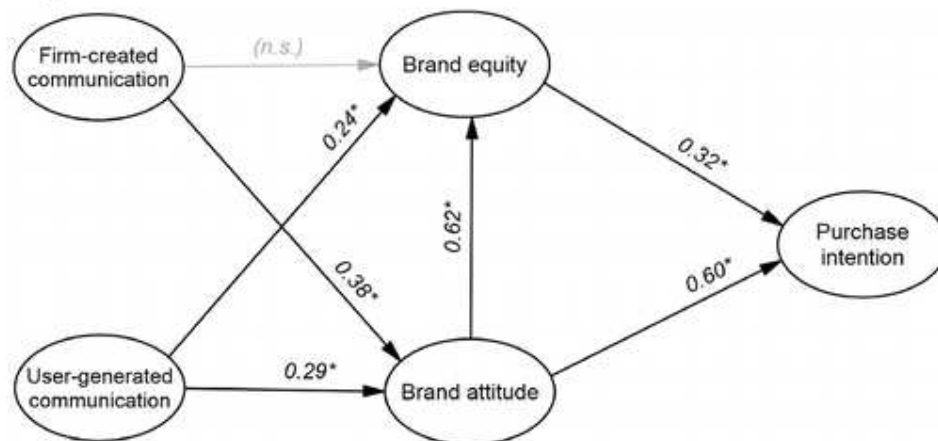 Firm-created
communication
(n.s.)
Brand equity
0.24*
0.32*
0.62*
Purchase
intention
0.38*
0.60*
User-generated
communication
0.29*
Brand attitude